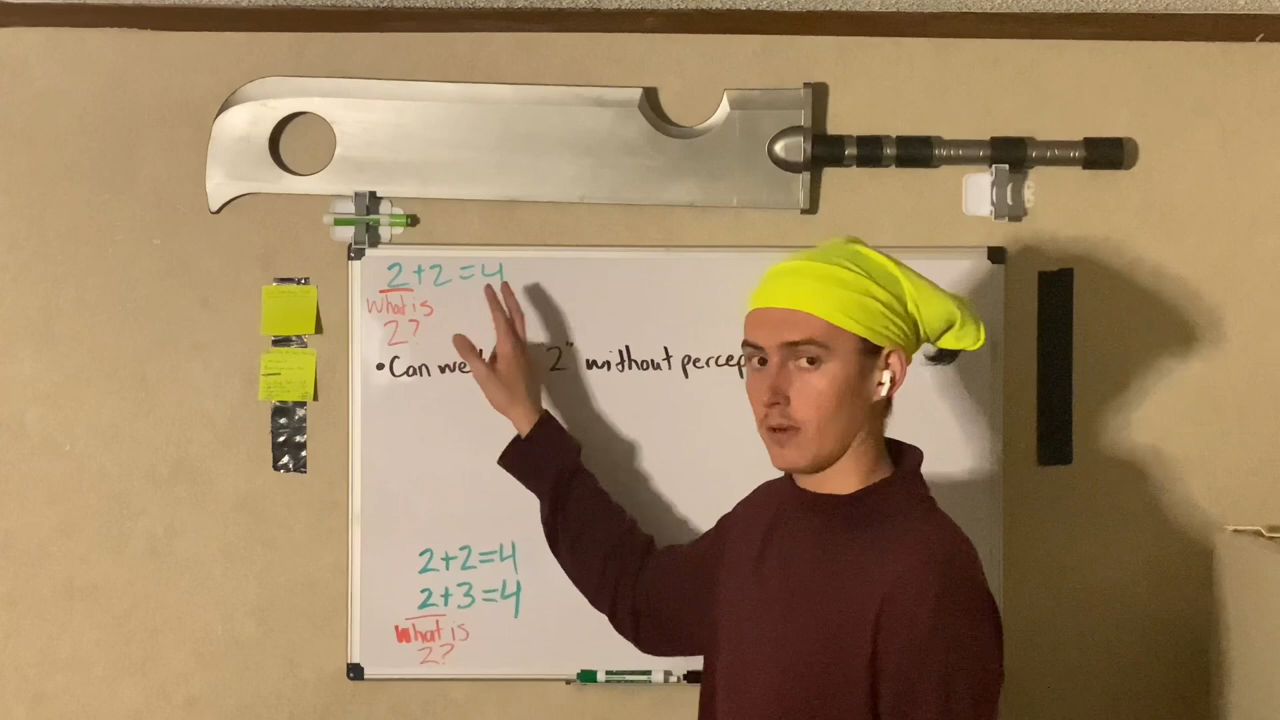 2+2=4
What is
2?
•Can we 2" without percep
2+2=4
2+3=4
What is
2?